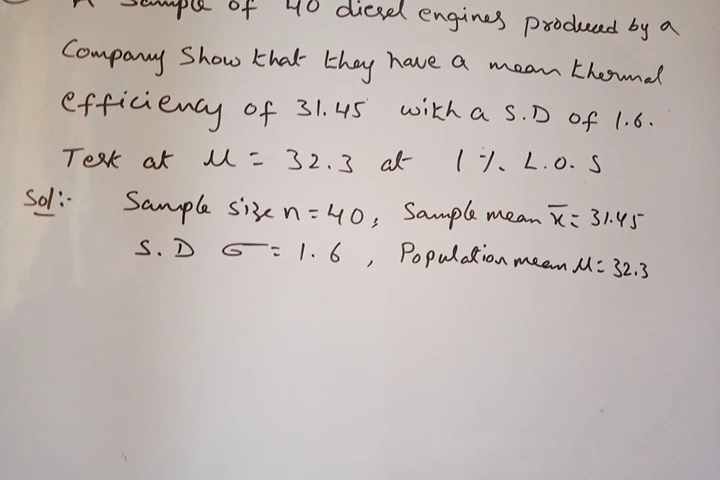 A Sample of 40 diesel engines produced by a
Company Show that they have a mean thermal
efficiency of 31.45 with a S.D of 1.6.
Test at μ = 32.3 at 1 %. L.O.S
Sol:- Sample size n = 40, Sample mean x̄ = 31.45
S.D σ = 1.6, Population mean μ = 32.3